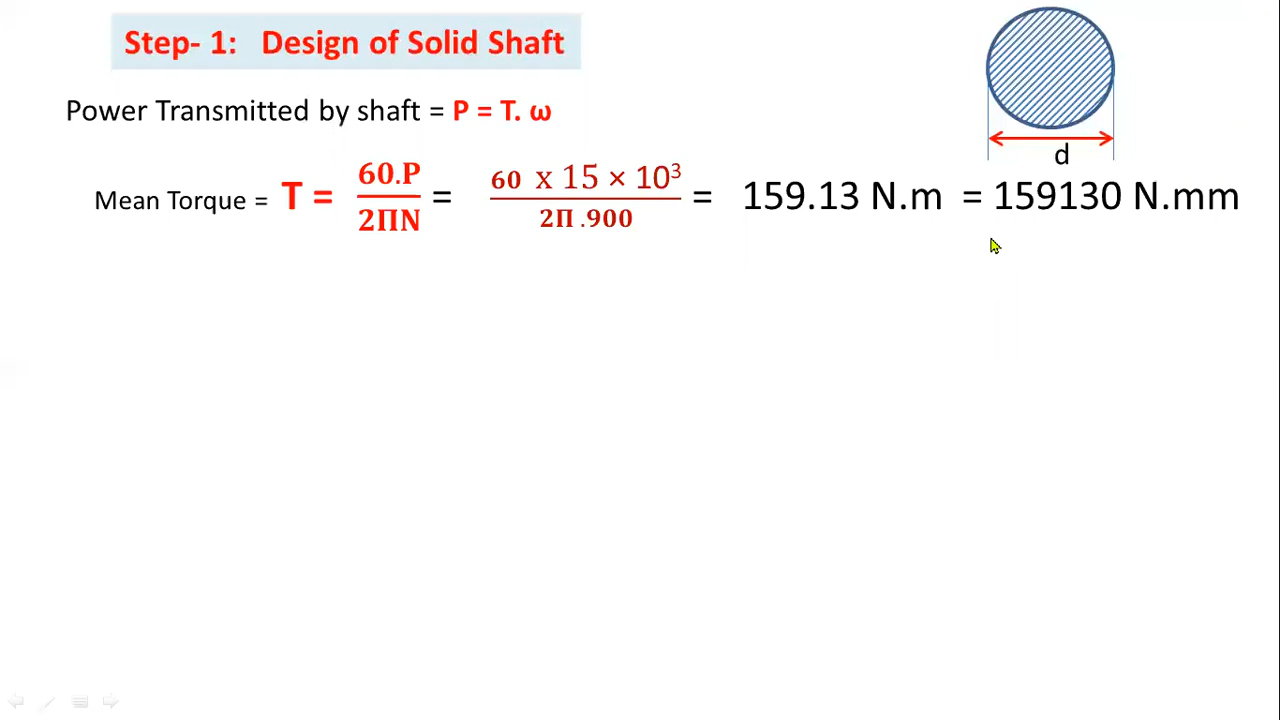 Step- 1: Design of Solid Shaft
Power Transmitted by shaft = P = T. ω
d
Mean Torque = T = 60.P / 2ΠN = 60 x 15 × 10³ / 2Π .900 = 159.13 N.m = 159130 N.mm